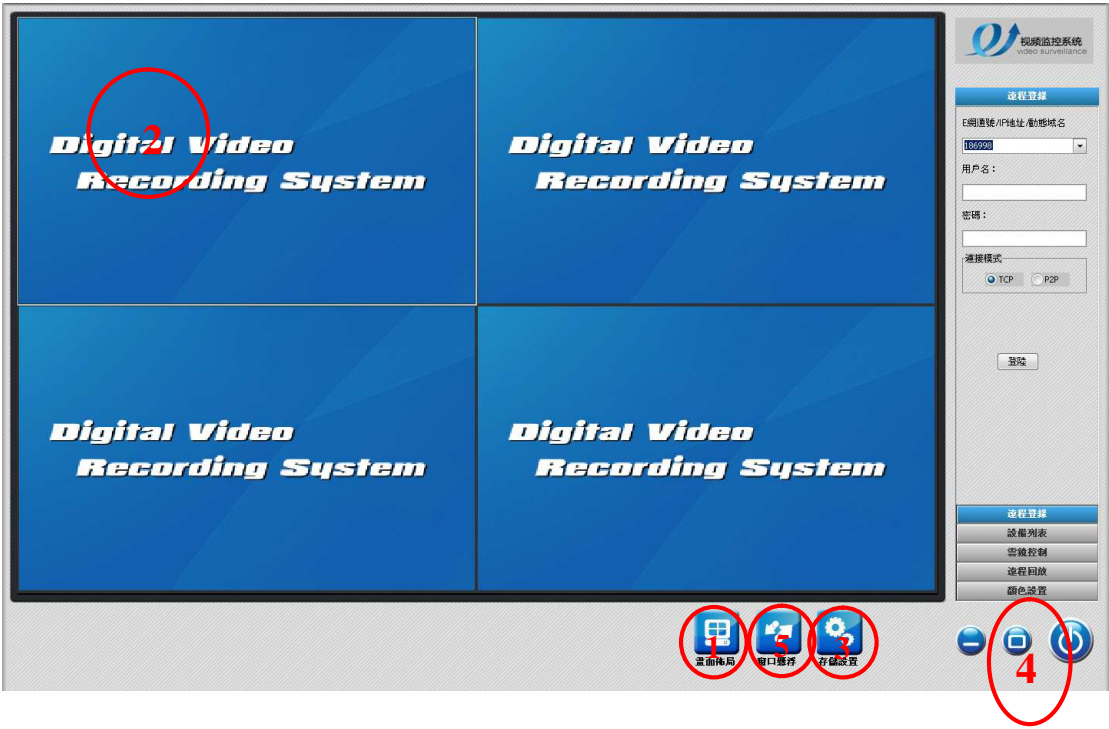 视频监控系统
video surveillance
遠程登錄
E網通號/IP地址/動態域名
186998
用戶名：
密碼：
連接模式
TCP
P2P
登陸
Digital Video
Recording System
Digital Video
Recording System
Digital Video
Recording System
Digital Video
Recording System
2
遠程登錄
設備列表
雲鏡控制
遠程回放
顏色設置
1
5
3
4
畫面佈局
窗口懸浮
存儲設置